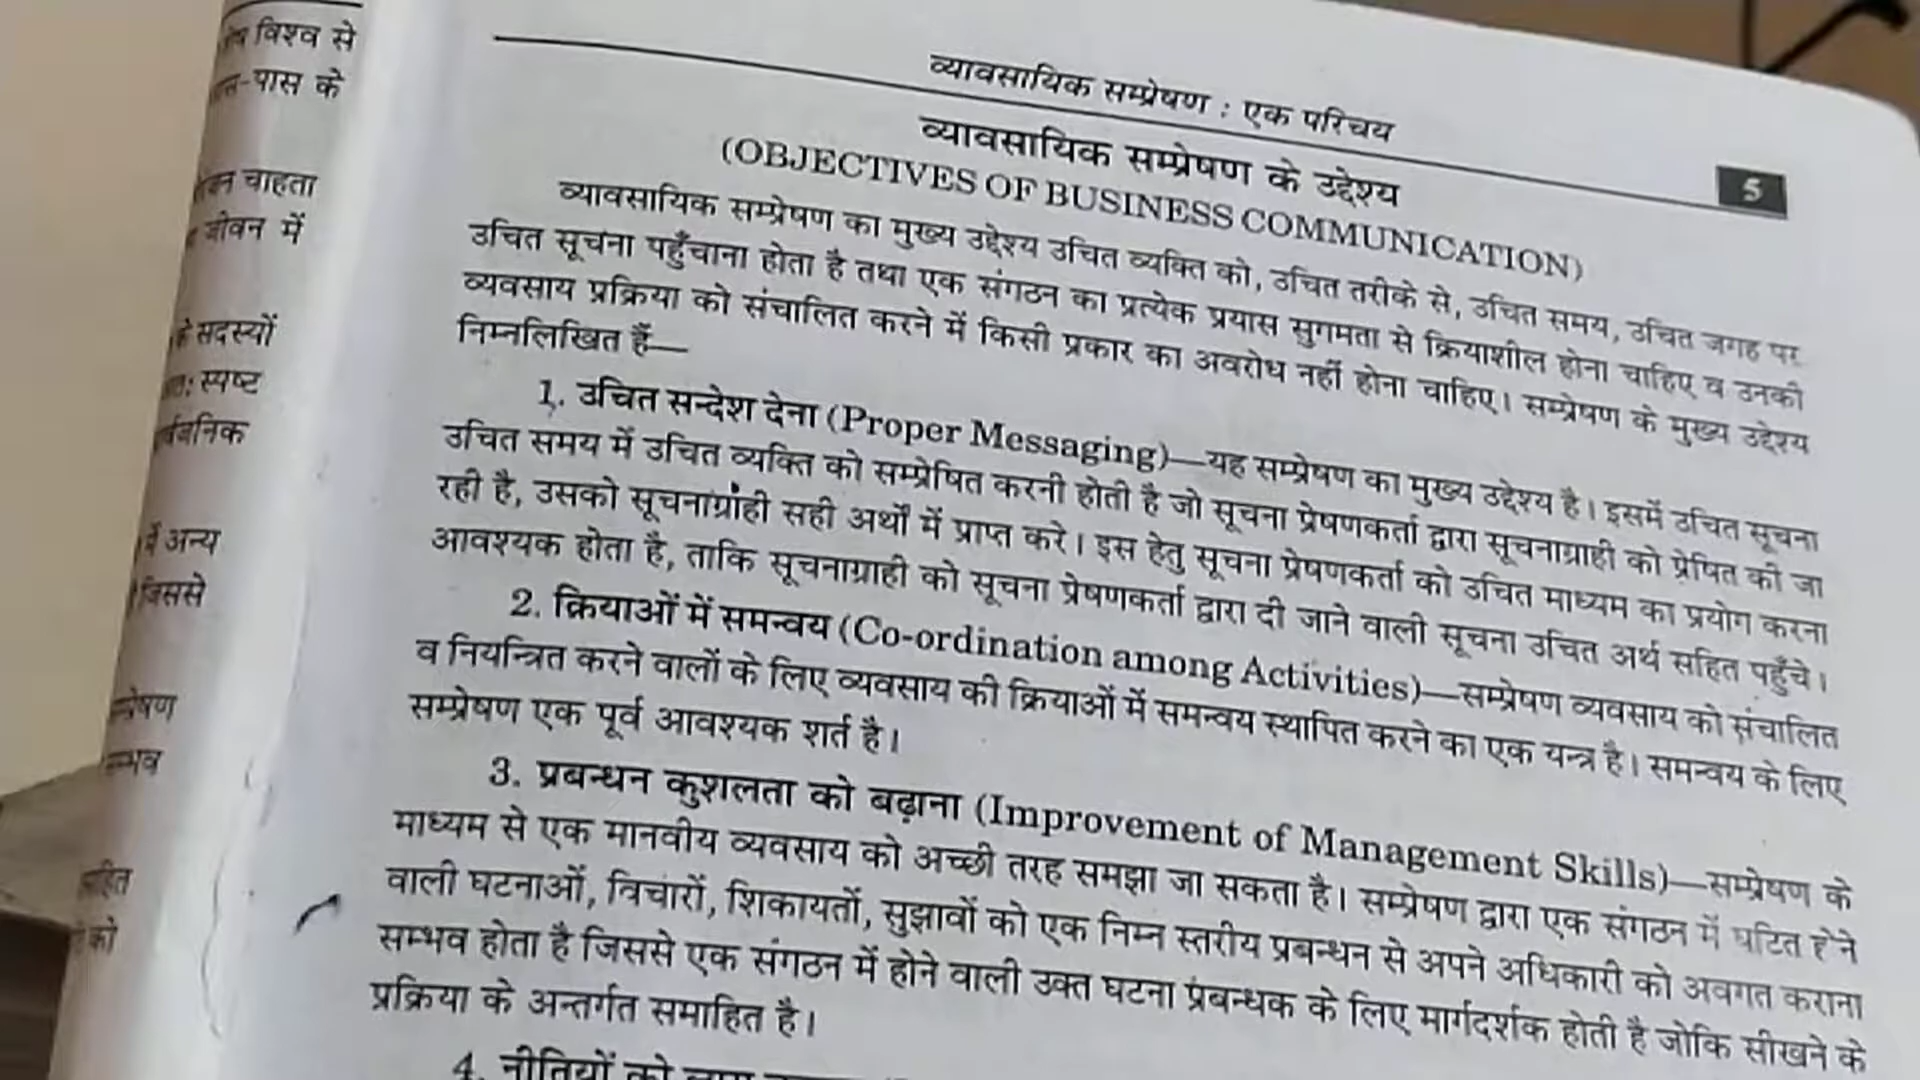 विश्व से
पास के
चाहता
जीवन में
के सदस्यों
स्पष्ट
में अन्य
जिससे
को
व्यावसायिक सम्प्रेषण : एक परिचय
5
व्यावसायिक सम्प्रेषण के उद्देश्य
(OBJECTIVES OF BUSINESS COMMUNICATION)
व्यावसायिक सम्प्रेषण का मुख्य उद्देश्य उचित व्यक्ति को, उचित तरीके से, उचित समय, उचित जगह पर
उचित सूचना पहुँचाना होता है तथा एक संगठन का प्रत्येक प्रयास सुगमता से क्रियाशील होना चाहिए व उनकी
व्यवसाय प्रक्रिया को संचालित करने में किसी प्रकार का अवरोध नहीं होना चाहिए। सम्प्रेषण के मुख्य उद्देश्य
निम्नलिखित हैं—
1. उचित सन्देश देना (Proper Messaging)—यह सम्प्रेषण का मुख्य उद्देश्य है। इसमें उचित सूचना
उचित समय में उचित व्यक्ति को सम्प्रेषित करनी होती है जो सूचना प्रेषणकर्ता द्वारा सूचनाग्राही को प्रेषित की जा
रही है, उसको सूचनाग्राही सही अर्थों में प्राप्त करे। इस हेतु सूचना प्रेषणकर्ता को उचित माध्यम का प्रयोग करना
आवश्यक होता है, ताकि सूचनाग्राही को सूचना प्रेषणकर्ता द्वारा दी जाने वाली सूचना उचित अर्थ सहित पहुँचे।
2. क्रियाओं में समन्वय (Co-ordination among Activities)—सम्प्रेषण व्यवसाय को संचालित
व नियन्त्रित करने वालों के लिए व्यवसाय की क्रियाओं में समन्वय स्थापित करने का एक यन्त्र है। समन्वय के लिए
सम्प्रेषण एक पूर्व आवश्यक शर्त है।
3. प्रबन्धन कुशलता को बढ़ाना (Improvement of Management Skills)—सम्प्रेषण के
माध्यम से एक मानवीय व्यवसाय को अच्छी तरह समझा जा सकता है। सम्प्रेषण द्वारा एक संगठन में घटित होने
वाली घटनाओं, विचारों, शिकायतों, सुझावों को एक निम्न स्तरीय प्रबन्धन से अपने अधिकारी को अवगत कराना
सम्भव होता है जिससे एक संगठन में होने वाली उक्त घटना प्रबन्धक के लिए मार्गदर्शक होती है जोकि सीखने के
प्रक्रिया के अन्तर्गत समाहित है।
4. नीतियों को